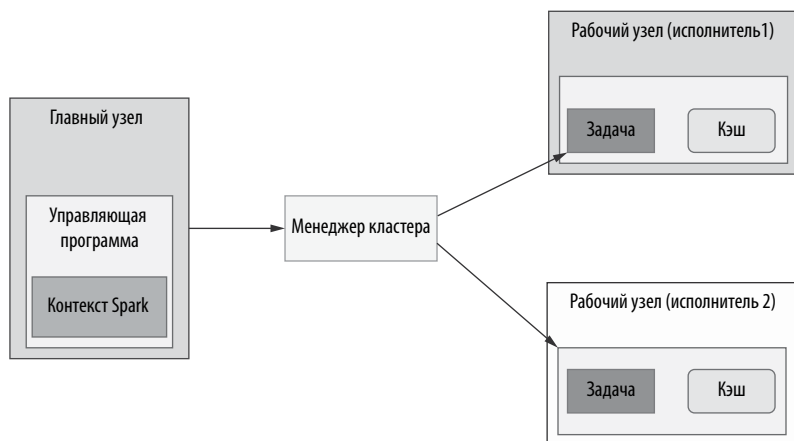 Главный узел
Управляющая
программа
Контекст Spark
Менеджер кластера
Рабочий узел (исполнитель1)
Задача
Кэш
Рабочий узел (исполнитель 2)
Задача
Кэш